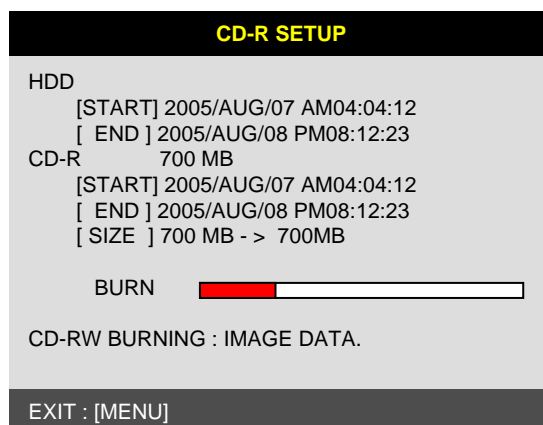 CD-R SETUP
HDD
[START] 2005/AUG/07 AM04:04:12
[ END ] 2005/AUG/08 PM08:12:23
CD-R 700 MB
[START] 2005/AUG/07 AM04:04:12
[ END ] 2005/AUG/08 PM08:12:23
[ SIZE ] 700 MB - > 700MB
BURN
CD-RW BURNING : IMAGE DATA.
EXIT : [MENU]